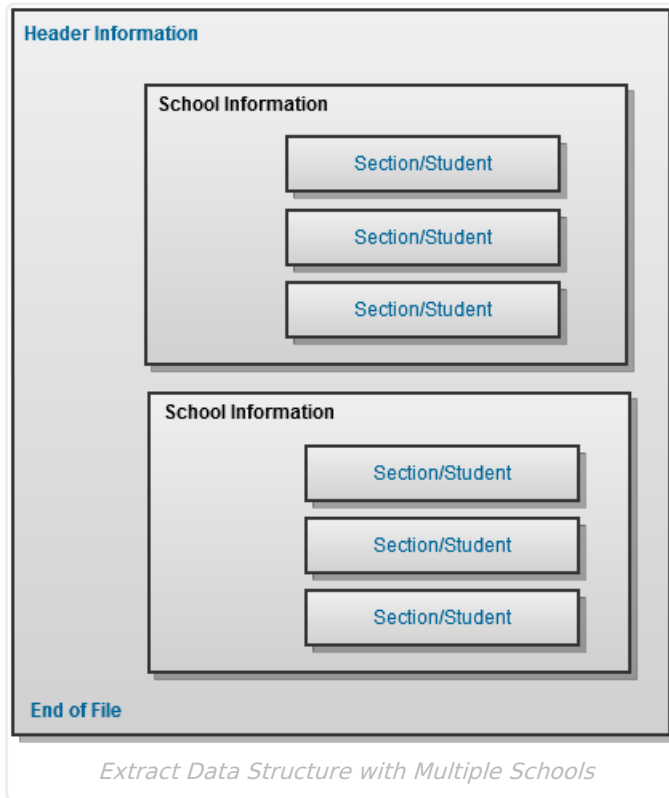 Header Information
School Information
Section/Student
Section/Student
Section/Student
School Information
Section/Student
Section/Student
Section/Student
End of File
Extract Data Structure with Multiple Schools